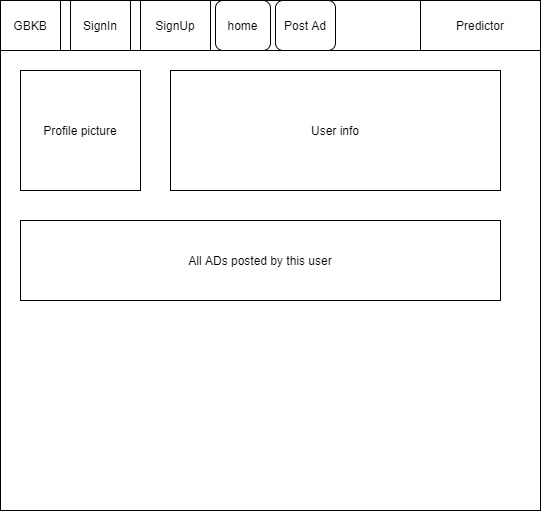 GBKB
SignIn
SignUp
home
Post Ad
Predictor
Profile picture
User info
All ADs posted by this user